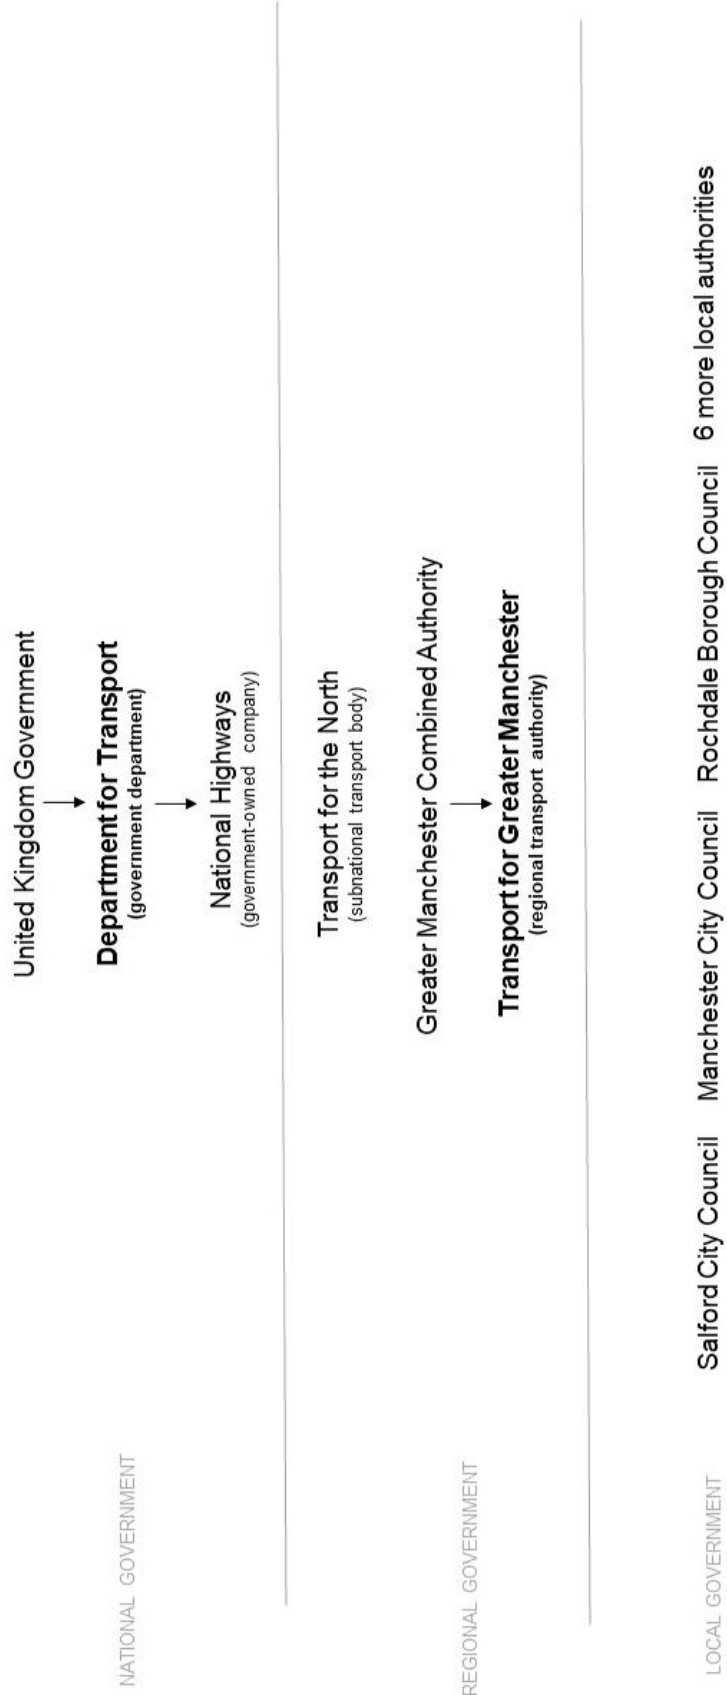 United Kingdom Government
NATIONAL GOVERNMENT
Department for Transport
(government department)
National Highways
(government-owned company)
Transport for the North
(subnational transport body)
REGIONAL GOVERNMENT
Greater Manchester Combined Authority
Transport for Greater Manchester
(regional transport authority)
LOCAL GOVERNMENT
Salford City Council
Manchester City Council
Rochdale Borough Council
6 more local authorities